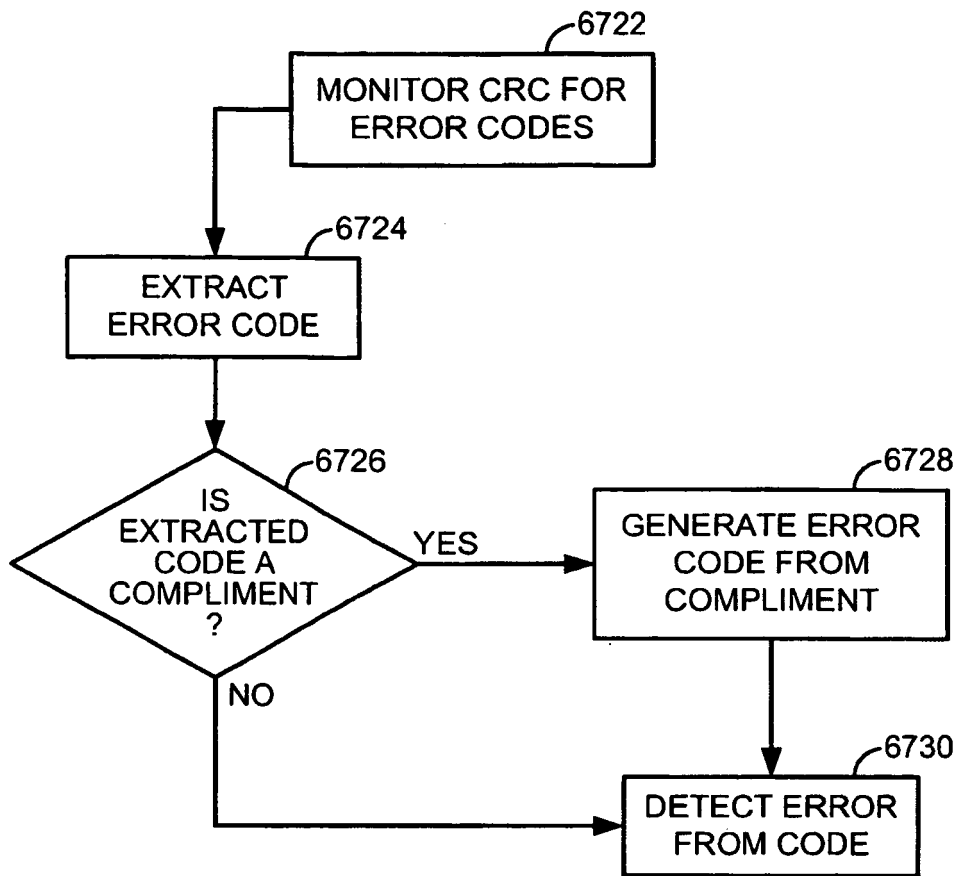 6722
MONITOR CRC FOR
ERROR CODES
6724
EXTRACT
ERROR CODE
6726
IS
EXTRACTED
CODE A
COMPLIMENT
?
YES
6728
GENERATE ERROR
CODE FROM
COMPLIMENT
NO
6730
DETECT ERROR
FROM CODE